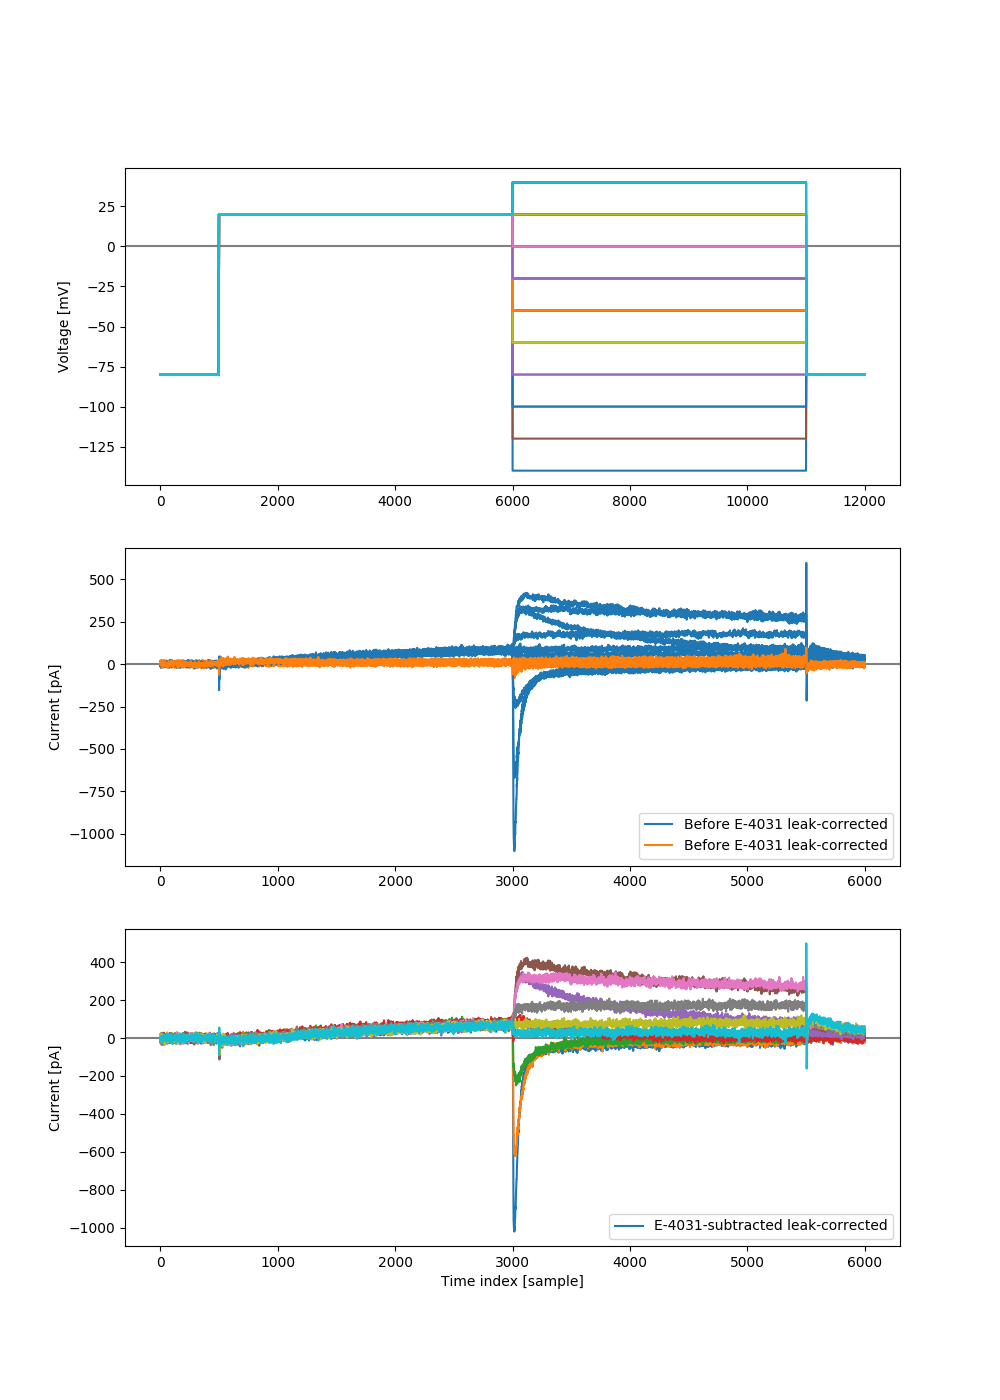 25
0
−25
−50
−75
−100
−125
Voltage [mV]
0 2000 4000 6000 8000 10000 12000
500
250
0
−250
−500
−750
−1000
Current [pA]
Before E-4031 leak-corrected
Before E-4031 leak-corrected
0 1000 2000 3000 4000 5000 6000
400
200
0
−200
−400
−600
−800
−1000
Current [pA]
E-4031-subtracted leak-corrected
0 1000 2000 3000 4000 5000 6000
Time index [sample]